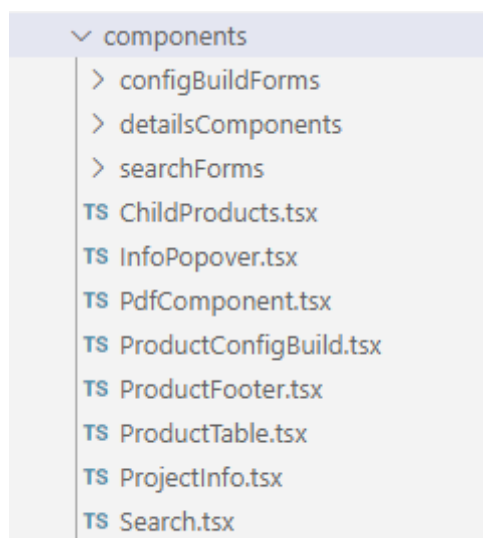 components
configBuildForms
detailsComponents
searchForms
TS ChildProducts.tsx
TS InfoPopover.tsx
TS PdfComponent.tsx
TS ProductConfigBuild.tsx
TS ProductFooter.tsx
TS ProductTable.tsx
TS ProjectInfo.tsx
TS Search.tsx